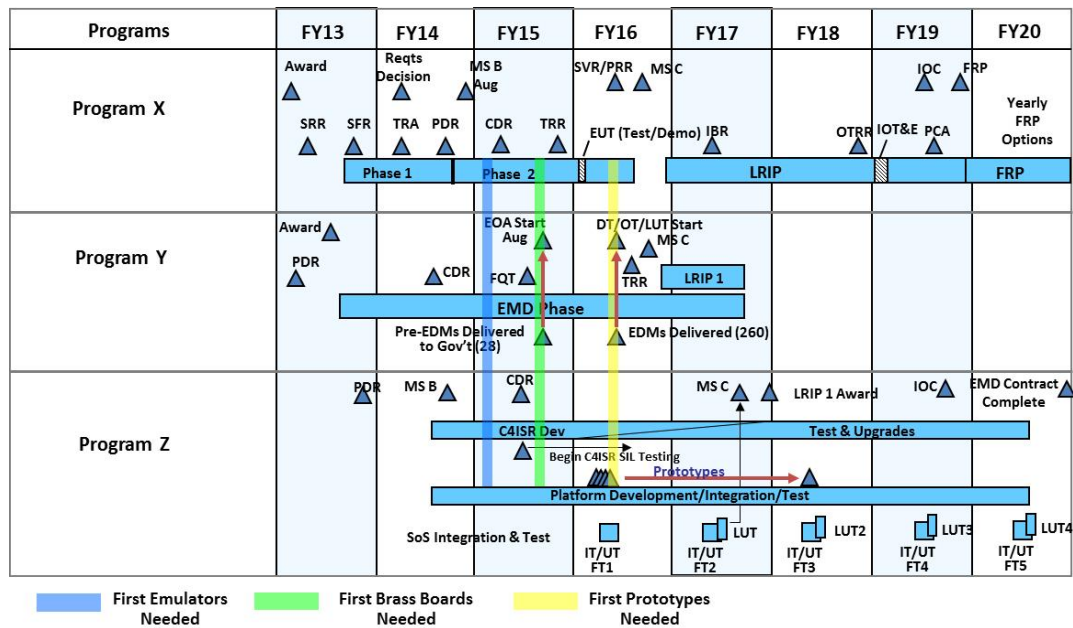 Programs FY13 FY14 FY15 FY16 FY17 FY18 FY19 FY20
Program X
Award
Reqts
Decision
MS B
Aug
SVR/PRR
MS C
IOC
FRP
SRR
SFR
TRA
PDR
CDR
TRR
EUT (Test/Demo)
IBR
OTRR
IOT&E
PCA
Yearly
FRP
Options
Phase 1
Phase 2
LRIP
FRP
Program Y
Award
EOA Start
Aug
DT/OT/LUT Start
MS C
PDR
CDR
FQT
TRR
LRIP 1
EMD Phase
Pre-EDMs Delivered
to Gov't (28)
EDMs Delivered (260)
Program Z
PDR
MS B
CDR
MS C
LRIP 1 Award
IOC
EMD Contract
Complete
C4ISR Dev
Test & Upgrades
Begin C4ISR SIL Testing
Prototypes
Platform Development/Integration/Test
SoS Integration & Test
LUT
LUT2
LUT3
LUT4
IT/UT
FT1
IT/UT
FT2
IT/UT
FT3
IT/UT
FT4
IT/UT
FT5
First Emulators
Needed
First Brass Boards
Needed
First Prototypes
Needed